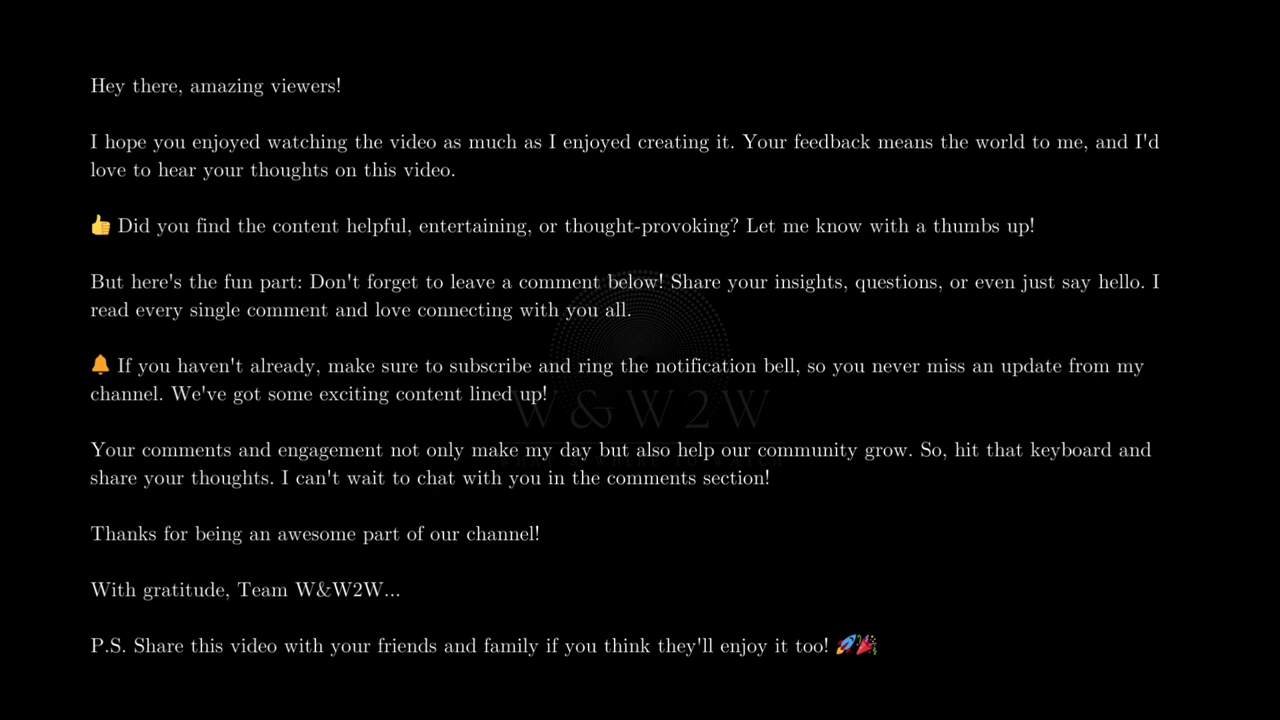 Hey there, amazing viewers!
I hope you enjoyed watching the video as much as I enjoyed creating it. Your feedback means the world to me, and I'd
love to hear your thoughts on this video.
👍 Did you find the content helpful, entertaining, or thought-provoking? Let me know with a thumbs up!
But here's the fun part: Don't forget to leave a comment below! Share your insights, questions, or even just say hello. I
read every single comment and love connecting with you all.
🔔 If you haven't already, make sure to subscribe and ring the notification bell, so you never miss an update from my
channel. We've got some exciting content lined up!
W&W2W
Your comments and engagement not only make my day but also help our community grow. So, hit that keyboard and
share your thoughts. I can't wait to chat with you in the comments section!
Thanks for being an awesome part of our channel!
With gratitude, Team W&W2W...
P.S. Share this video with your friends and family if you think they'll enjoy it too! 🚀🎉